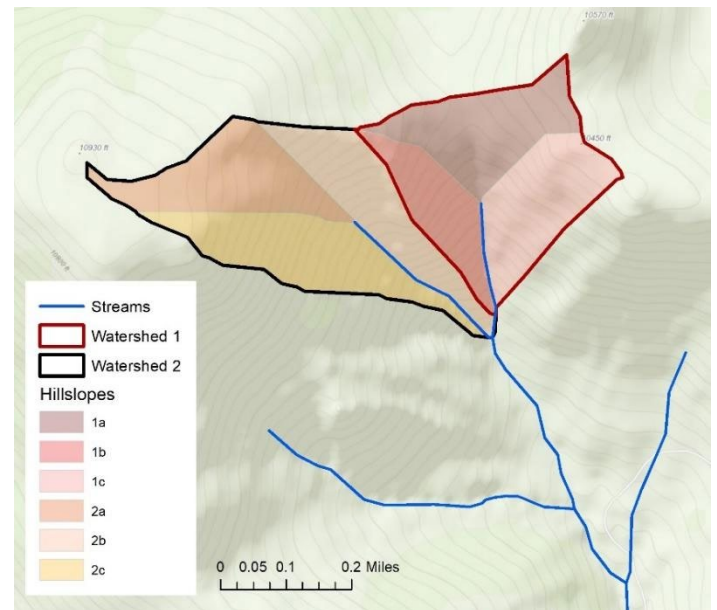 10570 ft
10450 ft
10930 ft
Streams
Watershed 1
Watershed 2
Hillslopes
1a
1b
1c
2a
2b
2c
0 0.05 0.1 0.2 Miles